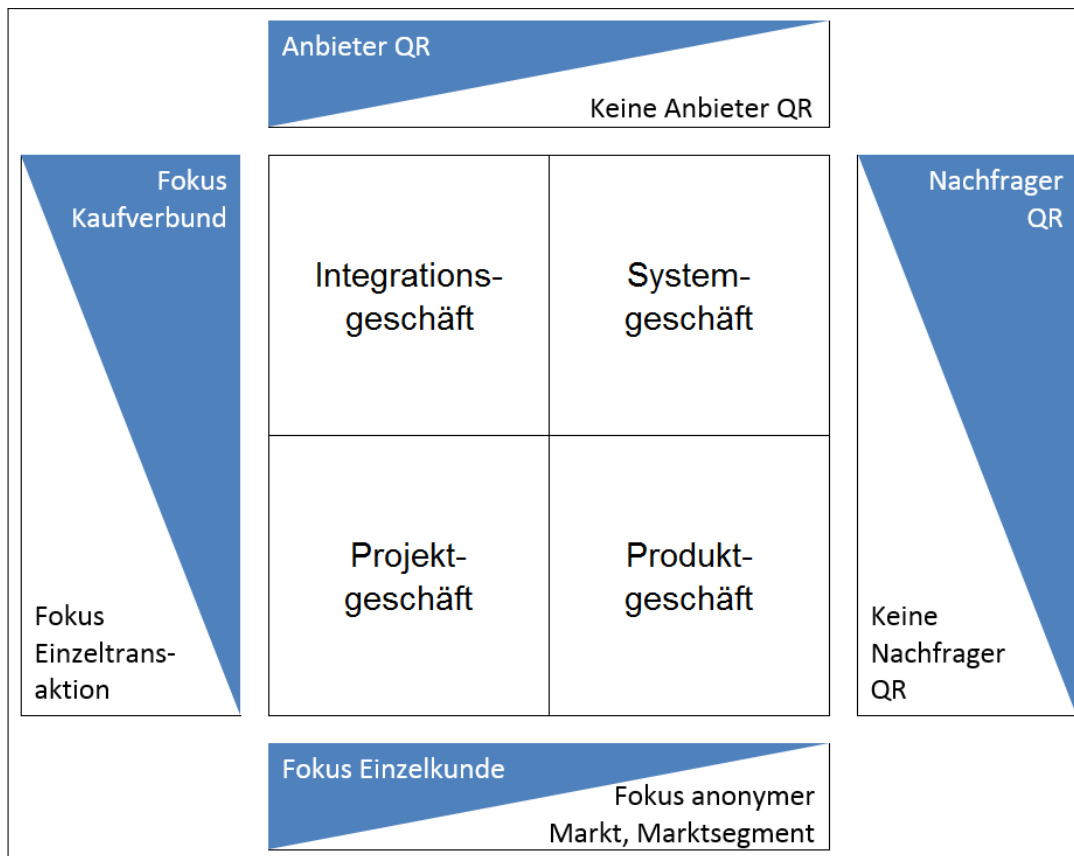 Anbieter QR
Keine Anbieter QR
Fokus
Kaufverbund
Fokus
Einzeltrans-
aktion
Integrations-
geschäft
System-
geschäft
Projekt-
geschäft
Produkt-
geschäft
Nachfrager
QR
Keine
Nachfrager
QR
Fokus Einzelkunde
Fokus anonymer
Markt, Marktsegment